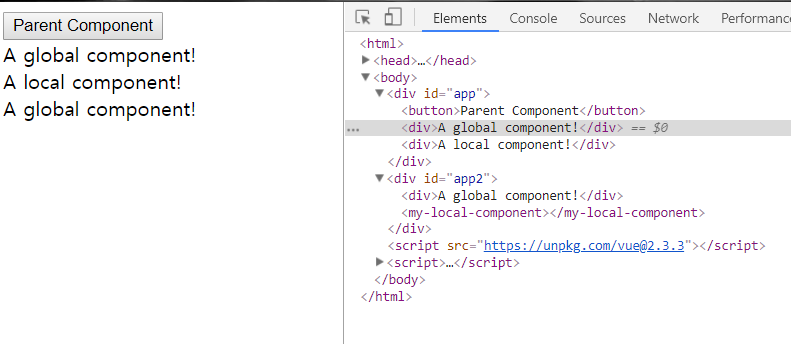 Parent Component
A global component!
A local component!
A global component!
Elements Console Sources Network Performance
<html>
<head>…</head>
<body>
<div id="app">
<button>Parent Component</button>
<div>A global component!</div> == $0
<div>A local component!</div>
</div>
<div id="app2">
<div>A global component!</div>
<my-local-component></my-local-component>
</div>
<script src="https://unpkg.com/vue@2.3.3"></script>
<script>…</script>
</body>
</html>